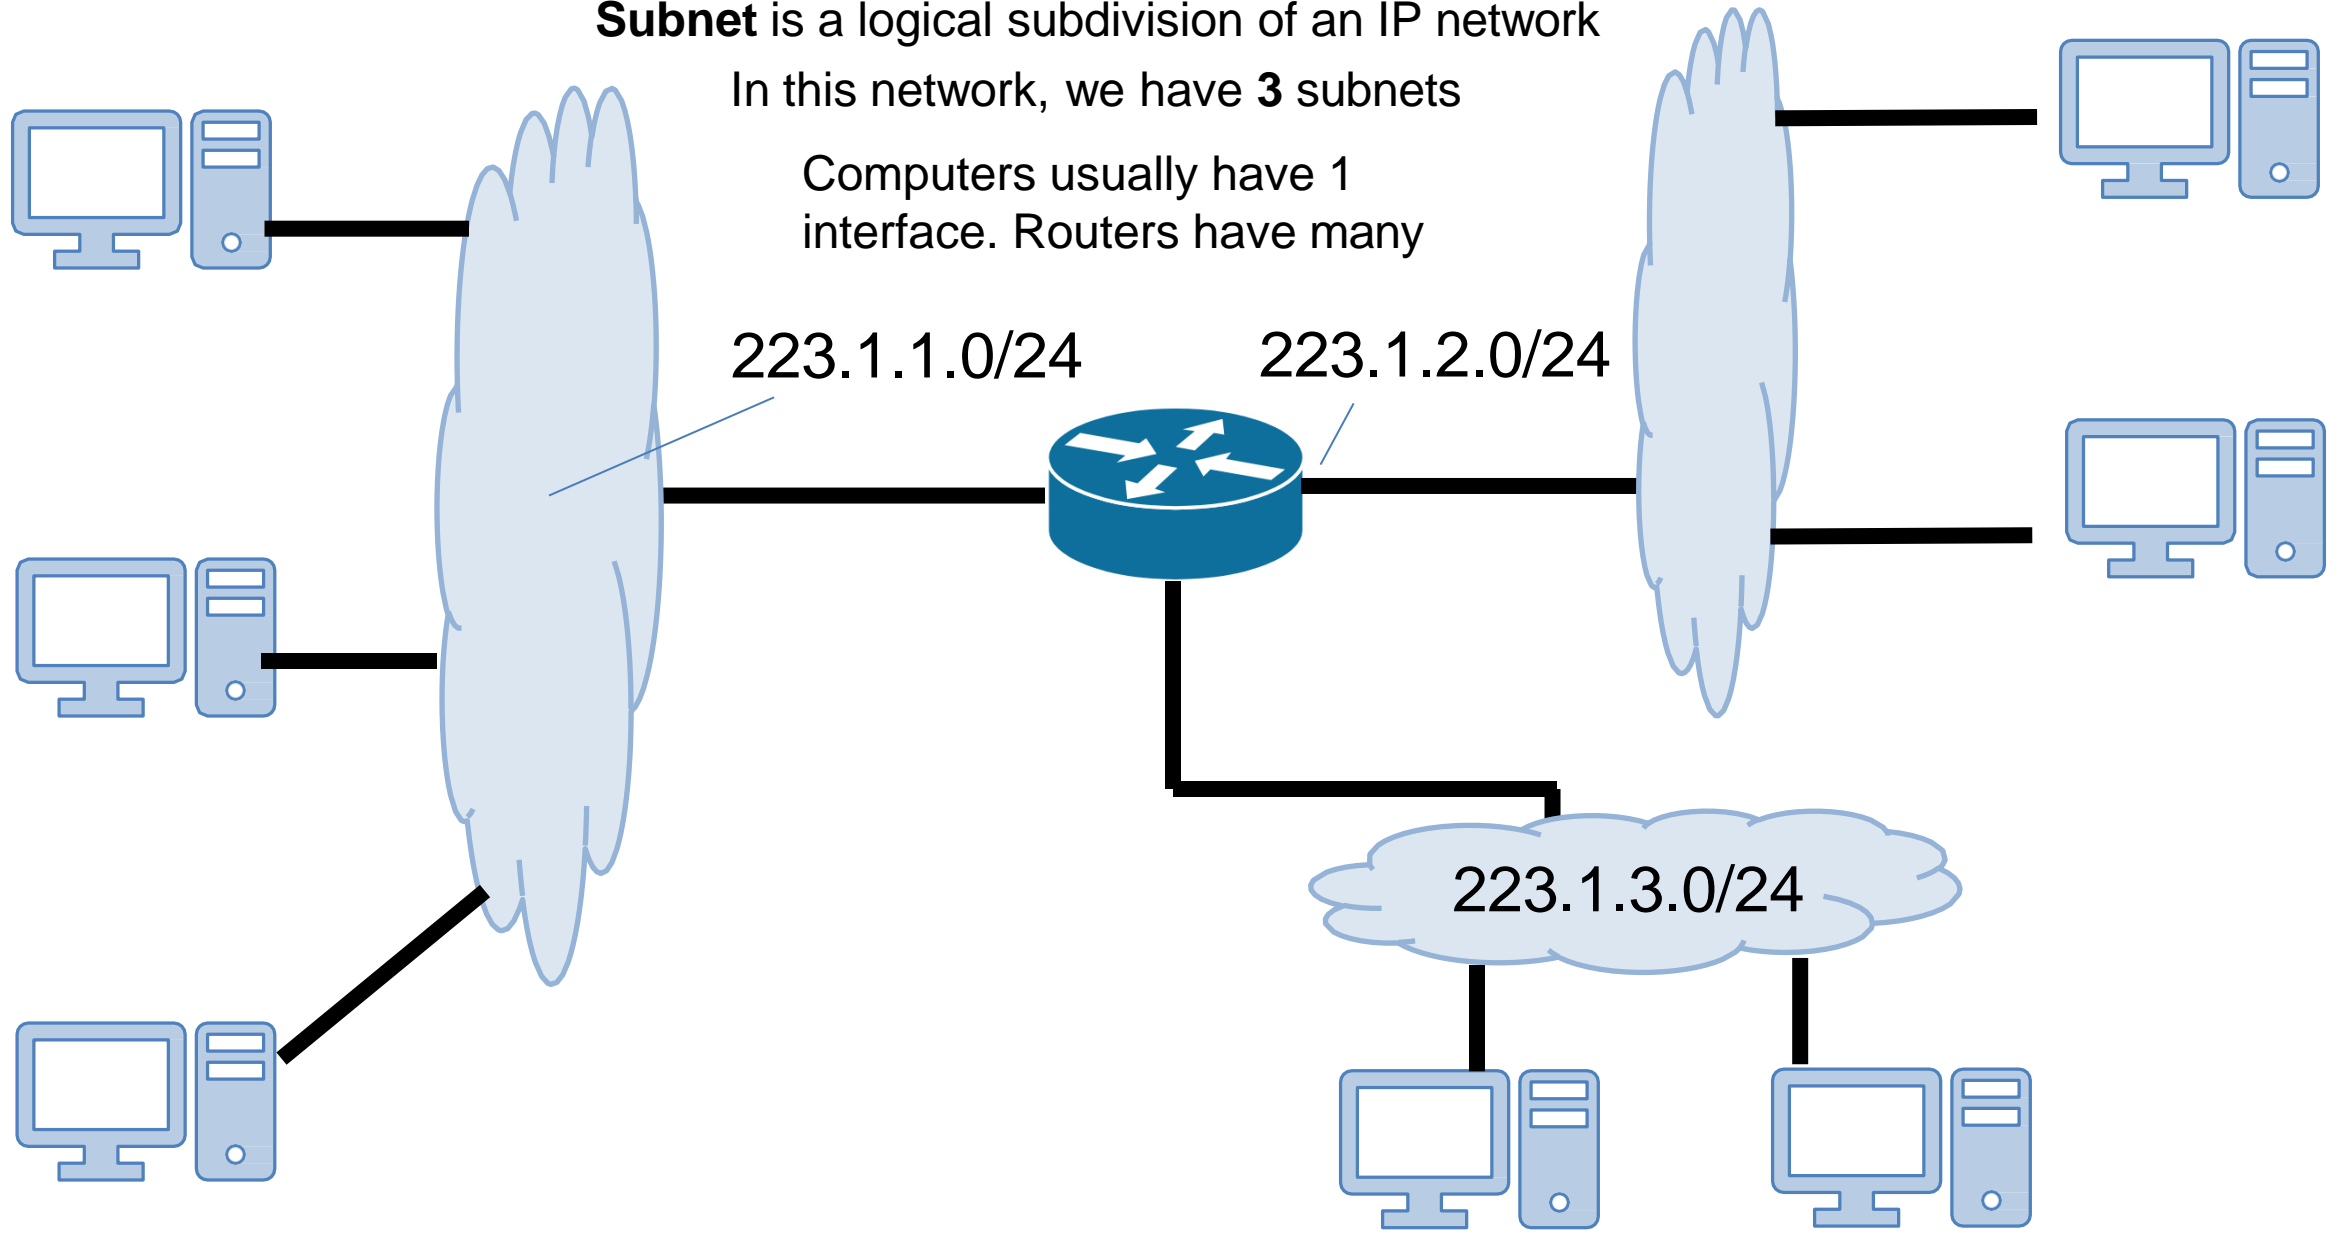 Subnet is a logical subdivision of an IP network
In this network, we have 3 subnets
Computers usually have 1
interface. Routers have many
223.1.1.0/24
223.1.2.0/24
223.1.3.0/24